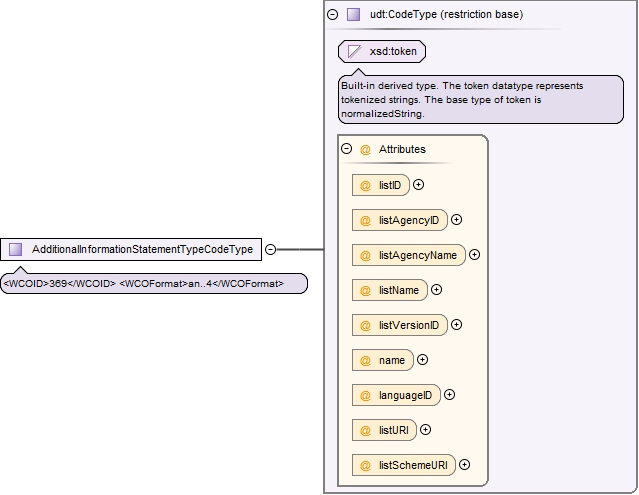 udt:CodeType (restriction base)
xsd:token
Built-in derived type. The token datatype represents
tokenized strings. The base type of token is
normalizedString.
@ Attributes
@ listID
@ listAgencyID
@ listAgencyName
@ listName
@ listVersionID
@ name
@ languageID
@ listURI
@ listSchemeURI
AdditionalInformationStatementTypeCodeType
<WCOID>369</WCOID> <WCOFormat>an..4</WCOFormat>